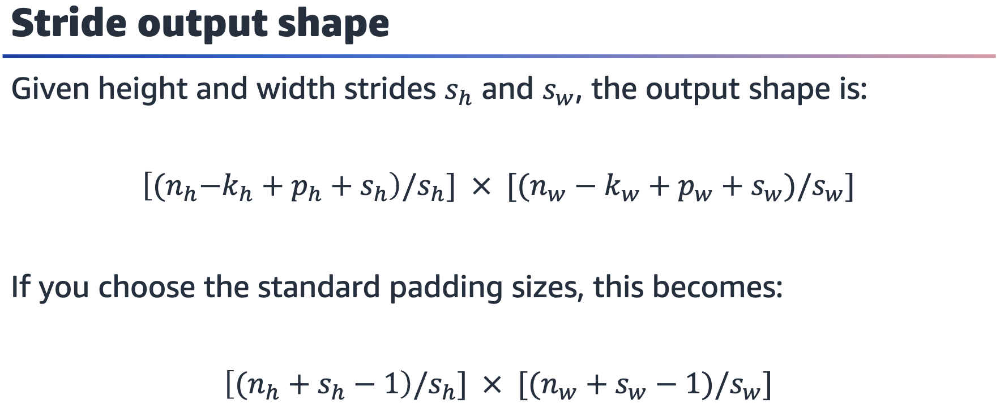 Stride output shape
Given height and width strides $s_h$ and $s_w$, the output shape is:
$[(n_h - k_h + p_h + s_h)/s_h] \times [(n_w - k_w + p_w + s_w)/s_w]$
If you choose the standard padding sizes, this becomes:
$[(n_h + s_h - 1)/s_h] \times [(n_w + s_w - 1)/s_w]$